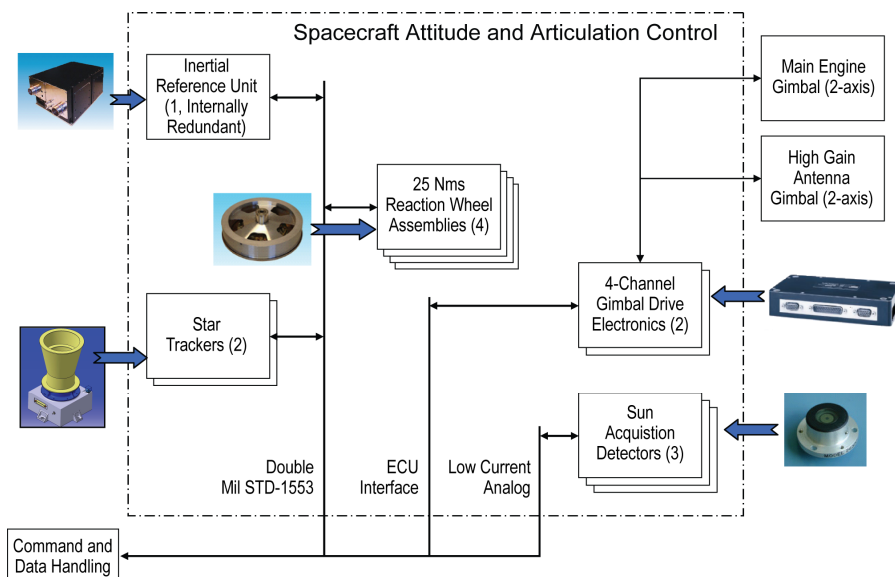 Spacecraft Attitude and Articulation Control
Inertial
Reference Unit
(1, Internally
Redundant)
Main Engine
Gimbal (2-axis)
High Gain
Antenna
Gimbal (2-axis)
25 Nms
Reaction Wheel
Assemblies (4)
4-Channel
Gimbal Drive
Electronics (2)
Star
Trackers (2)
Sun
Acquistion
Detectors (3)
Double
Mil STD-1553
ECU
Interface
Low Current
Analog
Command and
Data Handling